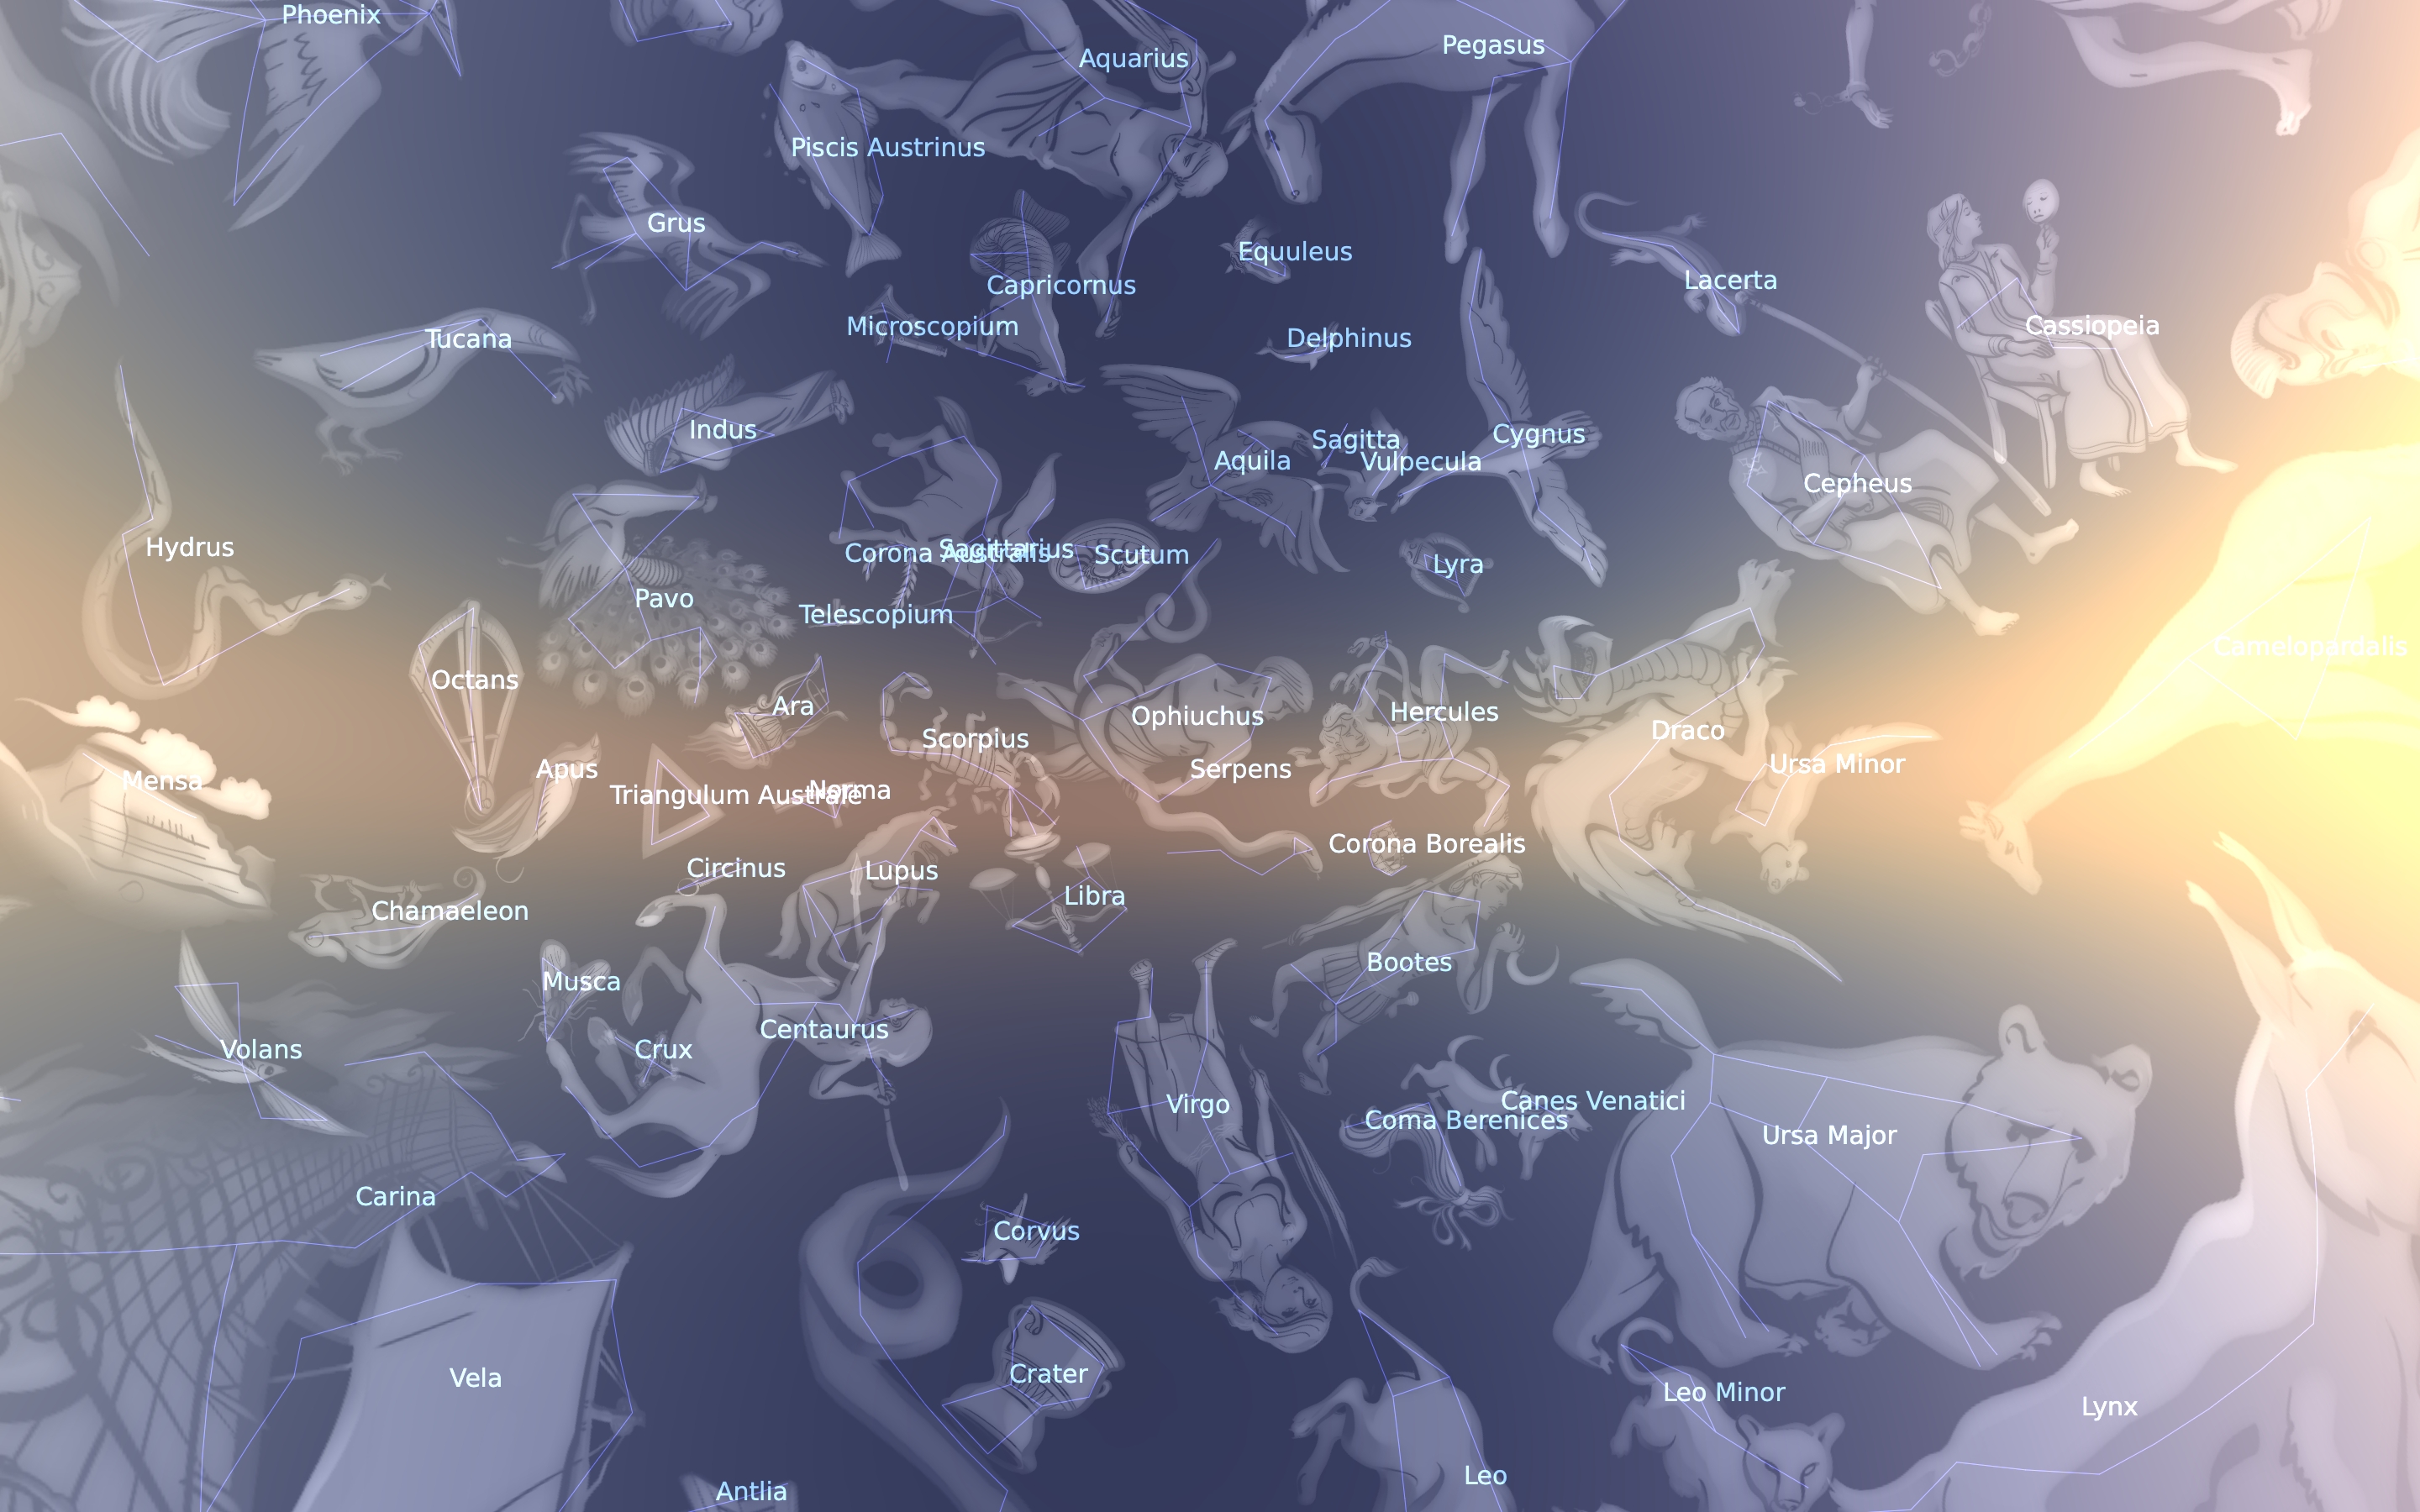 Phoenix
Pegasus
Aquarius
Piscis Austrinus
Grus
Equuleus
Lacerta
Capricornus
Cassiopeia
Microscopium
Delphinus
Tucana
Indus
Cygnus
Sagitta
Aquila
Vulpecula
Cepheus
Hydrus
Sagittarius
Corona Australis
Scutum
Lyra
Pavo
Telescopium
Camelopardalis
Octans
Ara
Hercules
Ophiuchus
Draco
Scorpius
Ursa Minor
Apus
Serpens
Mensa
Norma
Triangulum Australe
Corona Borealis
Circinus
Lupus
Libra
Chamaeleon
Bootes
Musca
Centaurus
Volans
Crux
Canes Venatici
Virgo
Coma Berenices
Ursa Major
Carina
Corvus
Crater
Vela
Leo Minor
Lynx
Leo
Antlia